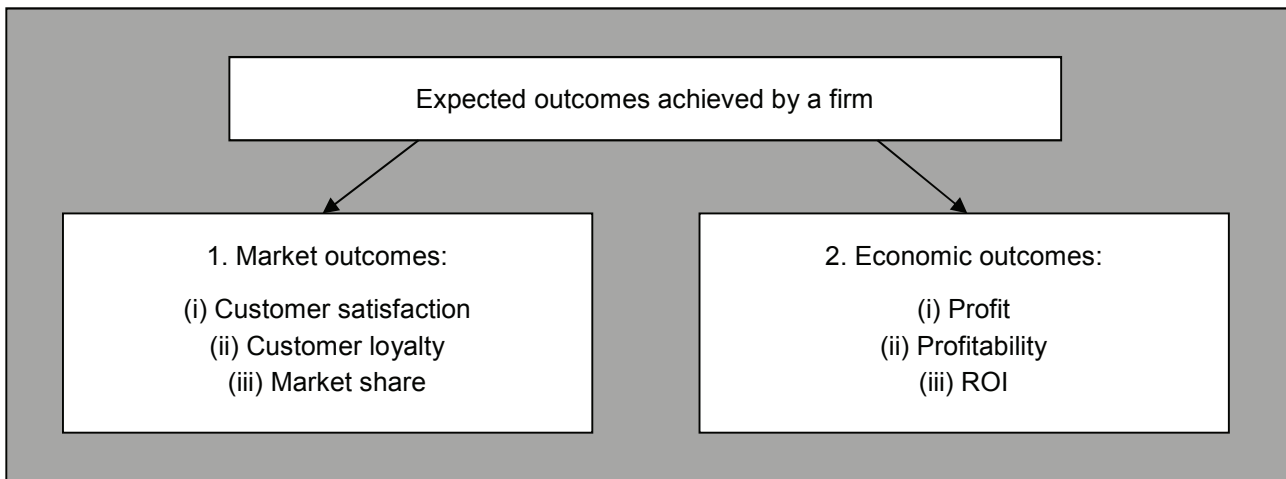 Expected outcomes achieved by a firm
1. Market outcomes:
(i) Customer satisfaction
(ii) Customer loyalty
(iii) Market share
2. Economic outcomes:
(i) Profit
(ii) Profitability
(iii) ROI